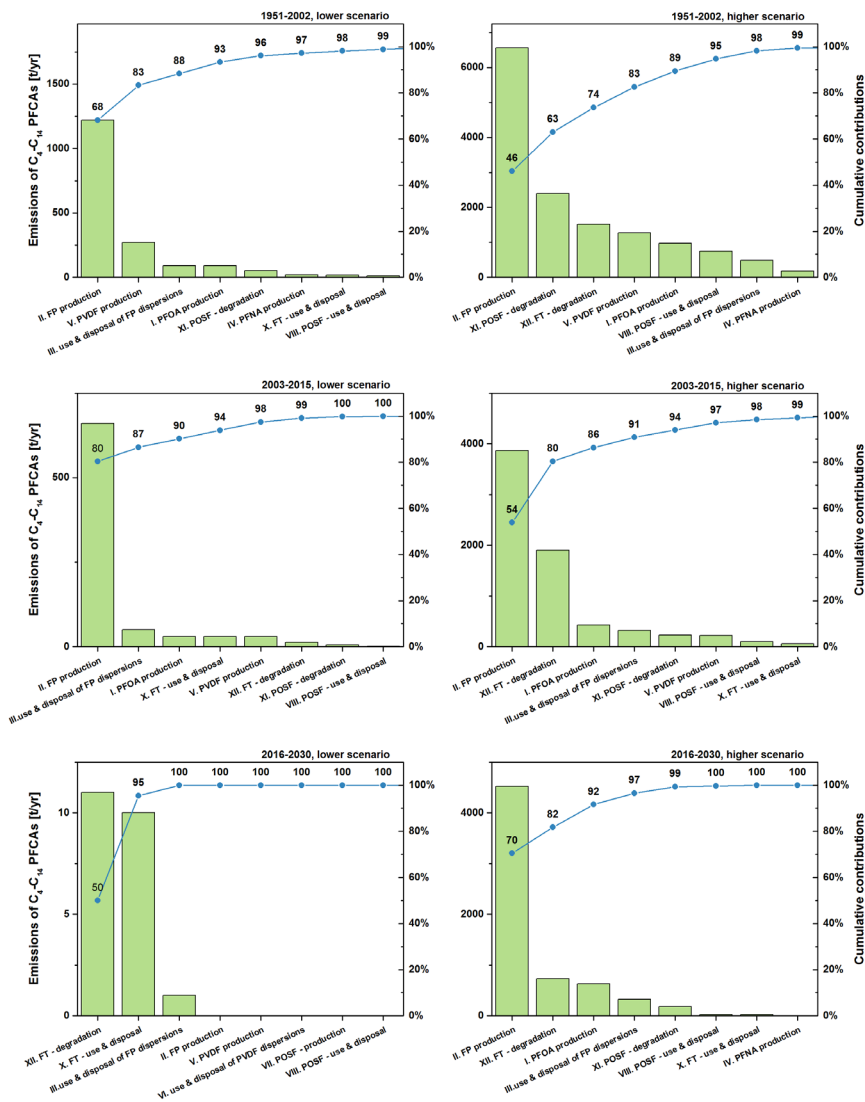 1951-2002, lower scenario
Emissions of C4-C14 PFCAs [t/yr]
1750
1250
750
250
0
68
83
88
93
96
97
98
99
100%
80%
60%
40%
20%
0%
II. FP production
V. PVDF production
III. use & disposal of FP dispersions
I. PFOA production
XI. POSF - degradation
IV. PFNA production
X. FT - use & disposal
VIII. POSF - use & disposal
1951-2002, higher scenario
6000
4000
2000
0
46
63
74
83
89
95
98
99
100%
80%
60%
40%
20%
0%
Cumulative contributions
II. FP production
XI. POSF - degradation
XII. FT - degradation
V. PVDF production
I. PFOA production
VIII. POSF - use & disposal
III.use & disposal of FP dispersions
IV. PFNA production
2003-2015, lower scenario
Emissions of C4-C14 PFCAs [t/yr]
500
0
80
87
90
94
98
99
100
100
100%
80%
60%
40%
20%
0%
II. FP production
III.use & disposal of FP dispersions
I. PFOA production
X. FT - use & disposal
V. PVDF production
XII. FT - degradation
XI. POSF - degradation
VIII. POSF - use & disposal
2003-2015, higher scenario
4000
2000
0
54
80
86
91
94
97
98
99
100%
80%
60%
40%
20%
0%
Cumulative contributions
II. FP production
XII. FT - degradation
I. PFOA production
III.use & disposal of FP dispersions
XI. POSF - degradation
V. PVDF production
VIII. POSF - use & disposal
X. FT - use & disposal
2016-2030, lower scenario
Emissions of C4-C14 PFCAs [t/yr]
10
5
0
50
95
100
100
100
100
100
100
100%
80%
60%
40%
20%
0%
XII. FT - degradation
X. FT - use & disposal
III.use & disposal of FP dispersions
II. FP production
V. PVDF production
VI. use & disposal of PVDF dispersions
VII. POSF - production
VIII. POSF - use & disposal
2016-2030, higher scenario
4000
2000
0
70
82
92
97
99
100
100
100
100%
80%
60%
40%
20%
0%
Cumulative contributions
II. FP production
XII. FT - degradation
I. PFOA production
III.use & disposal of FP dispersions
XI. POSF - degradation
VIII. POSF - use & disposal
X. FT - use & disposal
IV. PFNA production